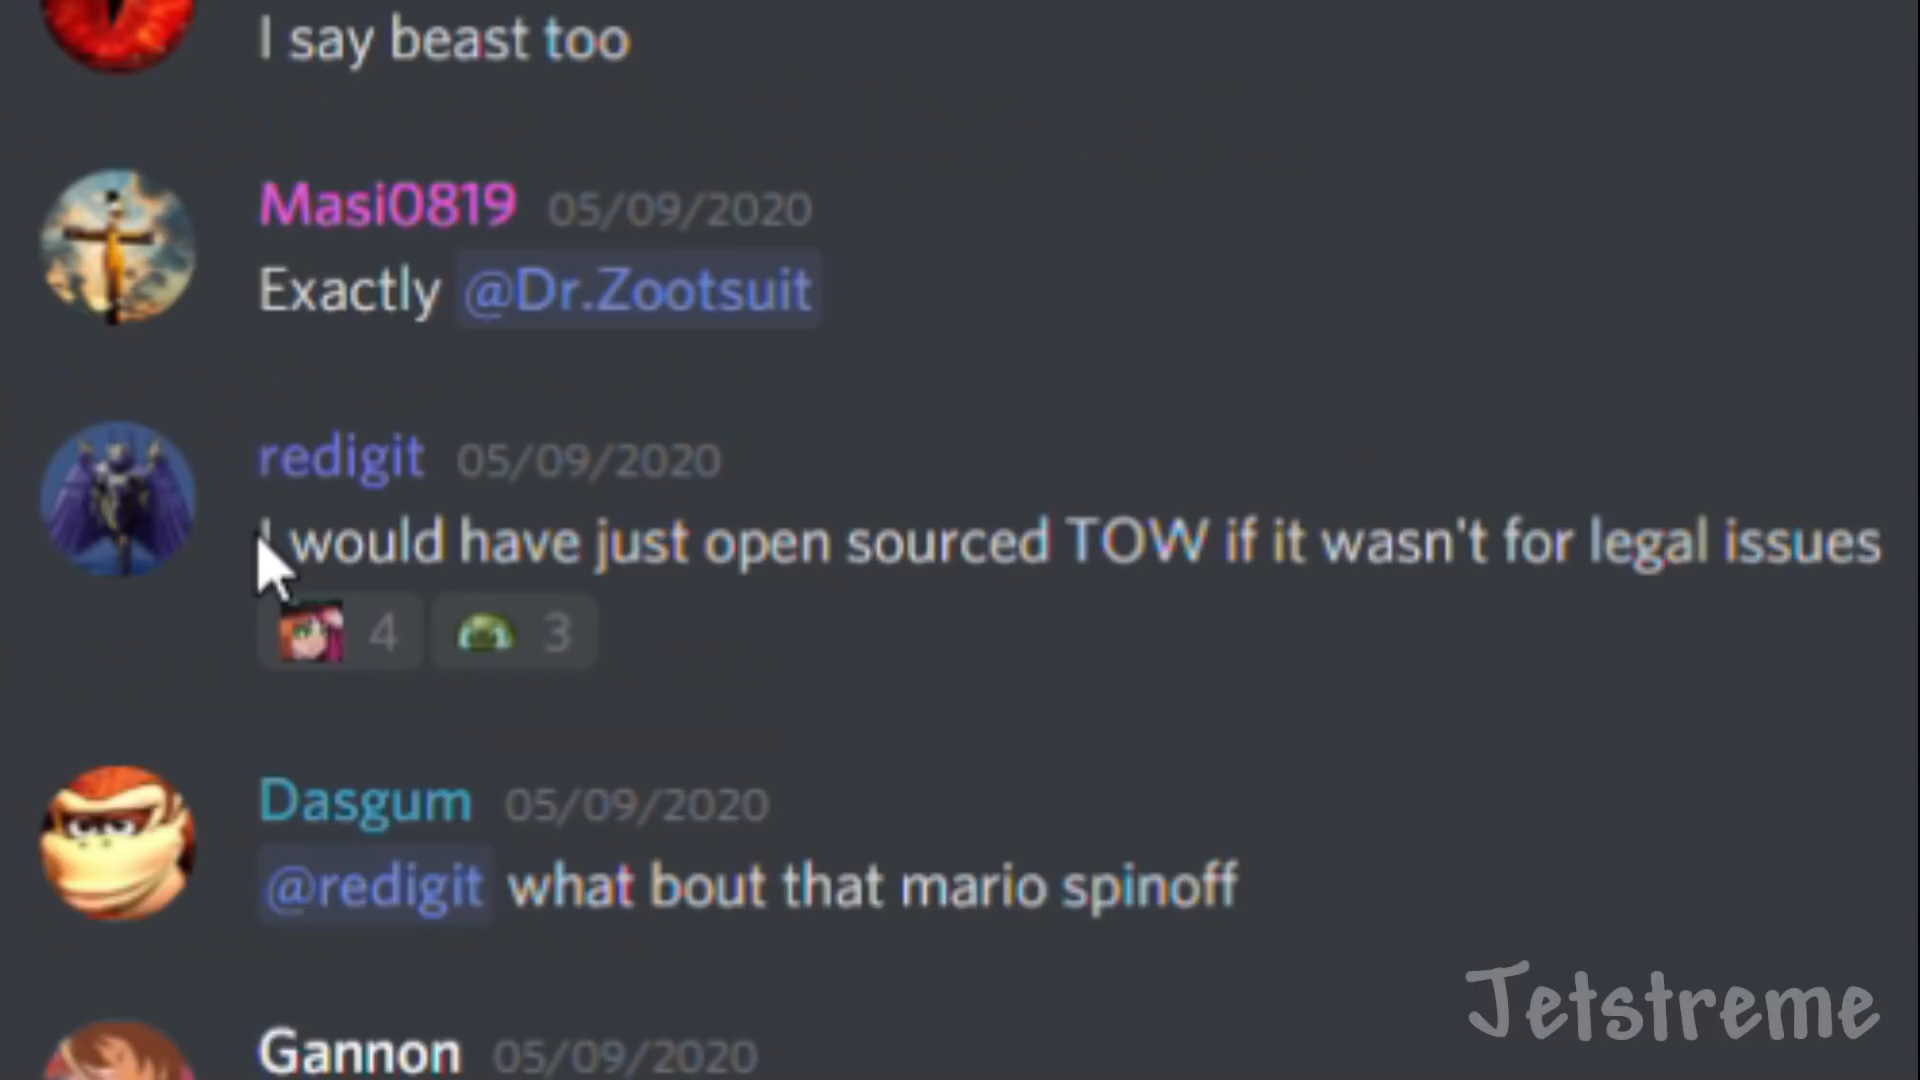 I say beast too
Masi0819 05/09/2020
Exactly @Dr.Zootsuit
redigit 05/09/2020
I would have just open sourced TOW if it wasn't for legal issues
4 3
Dasgum 05/09/2020
@redigit what bout that mario spinoff
Gannon 05/09/2020
Jetstreme